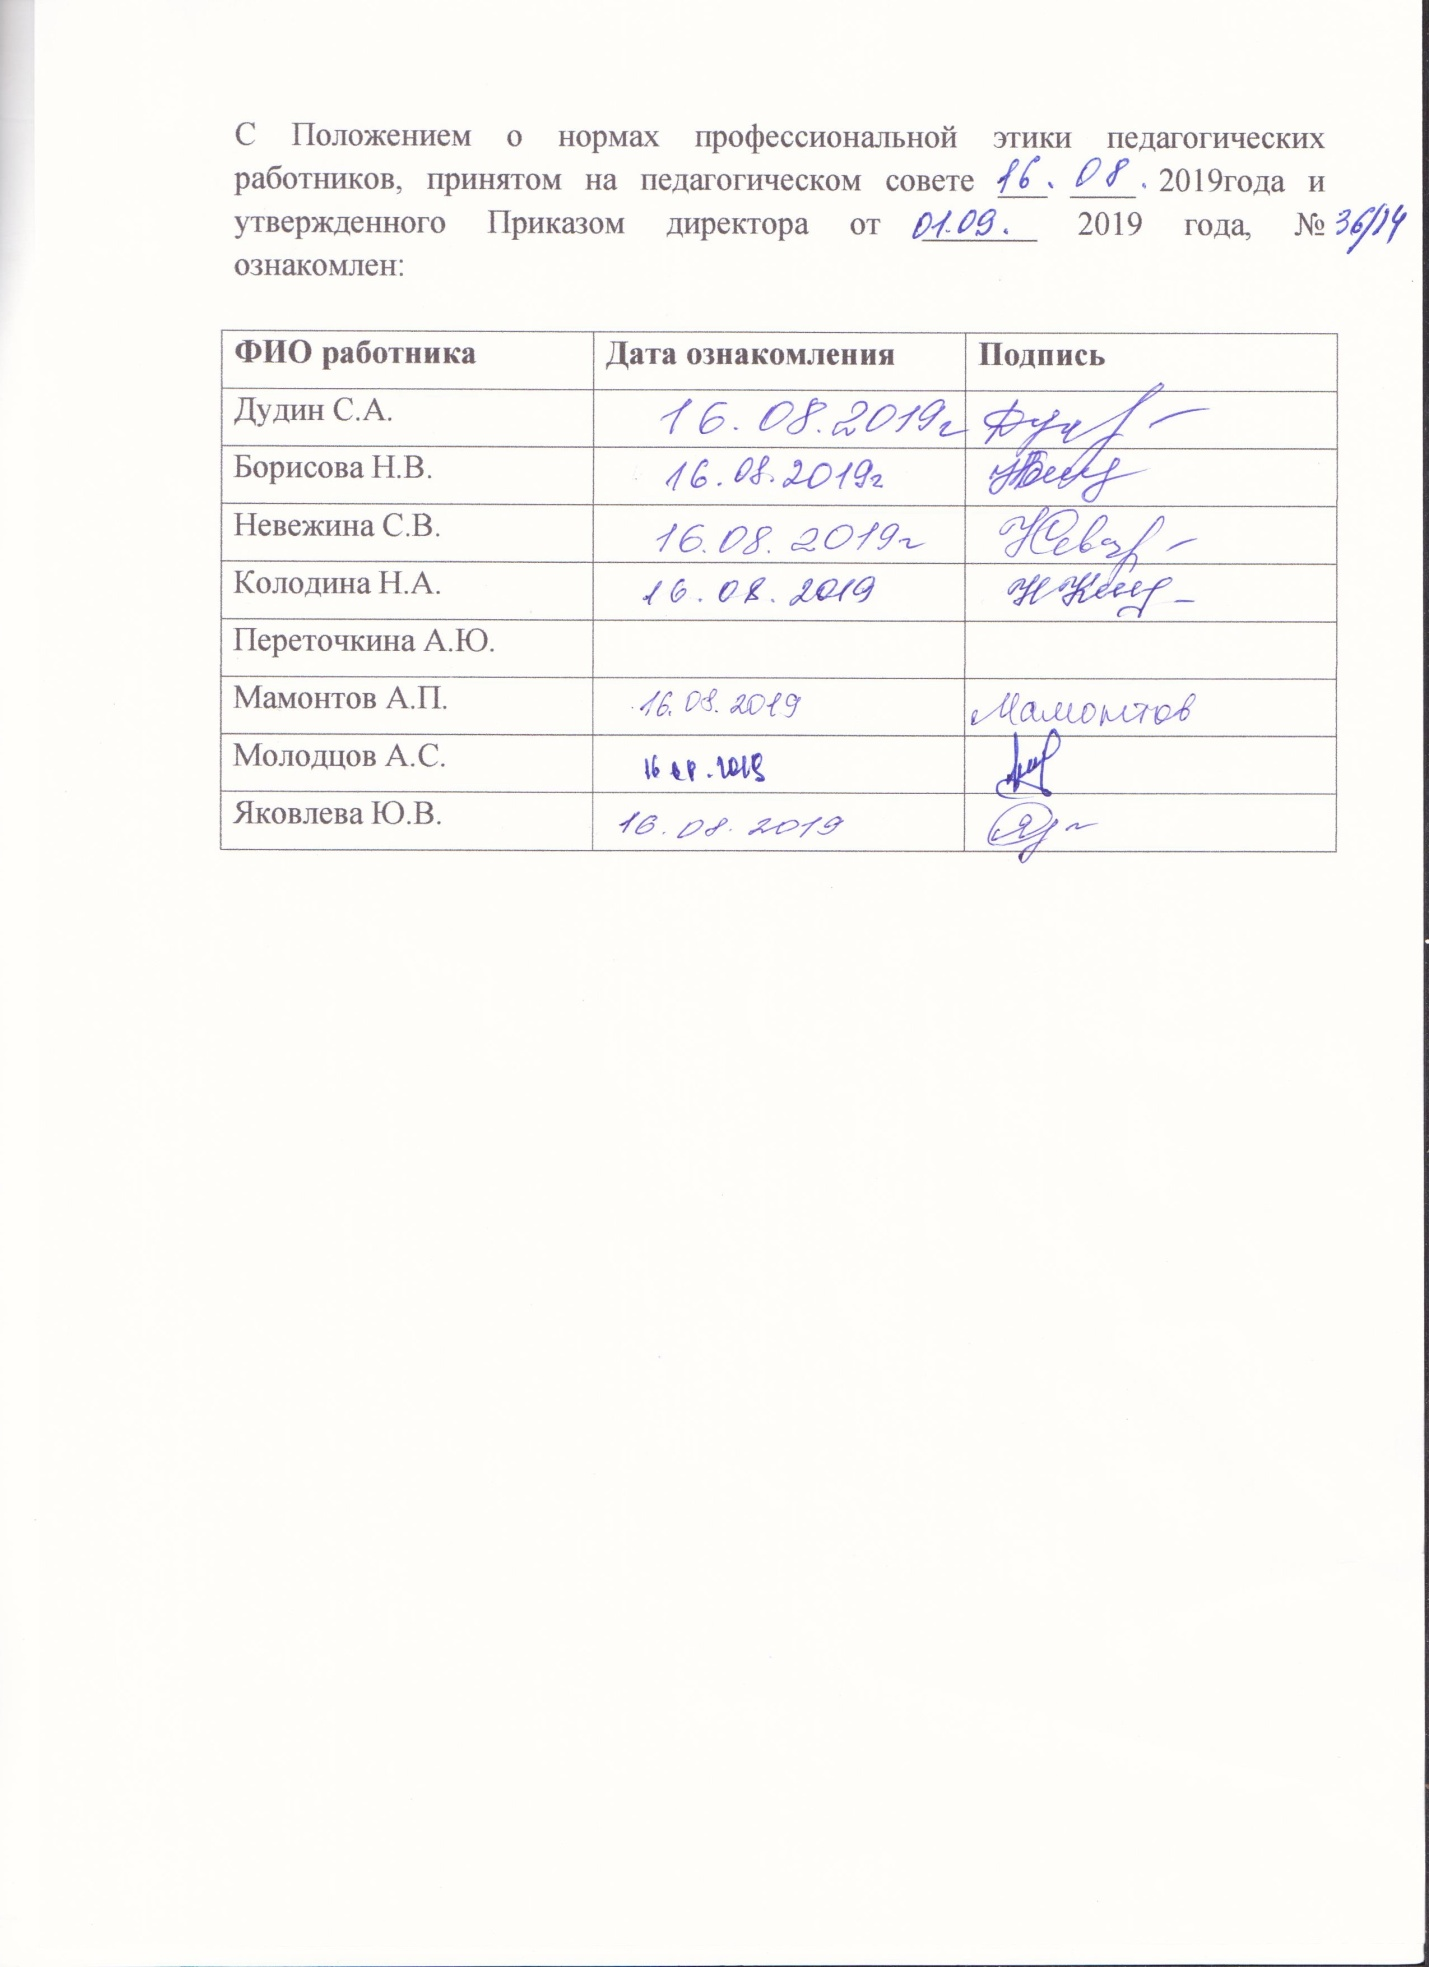 С Положением о нормах профессиональной этики педагогических
работников, принятом на педагогическом совете 16. 08. 2019года и
утвержденного Приказом директора от 01.09. 2019 года, № 36/14
ознакомлен:
ФИО работника Дата ознакомления Подпись
Дудин С.А. 16.08.2019г
Борисова Н.В. 16.08.2019г
Невежина С.В. 16.08.2019г
Колодина Н.А. 16.08.2019
Переточкина А.Ю.
Мамонтов А.П. 16.08.2019 Мамонтов
Молодцов А.С. 16.08.2019
Яковлева Ю.В. 16.08.2019